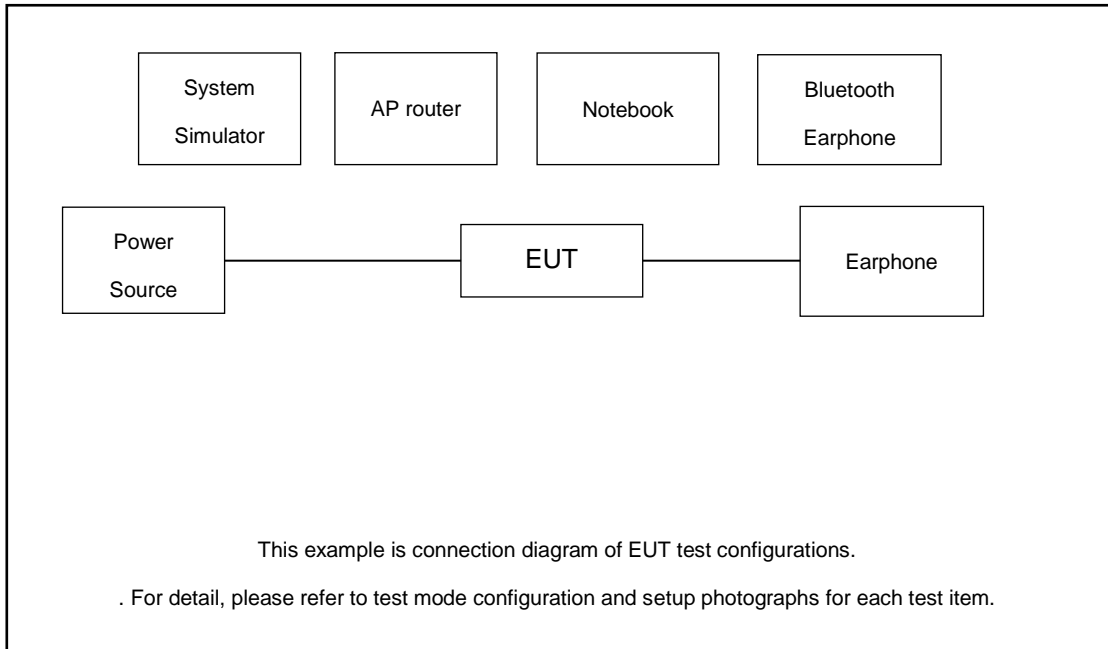 System
Simulator
AP router
Notebook
Bluetooth
Earphone
Power
Source
EUT
Earphone
This example is connection diagram of EUT test configurations.
. For detail, please refer to test mode configuration and setup photographs for each test item.